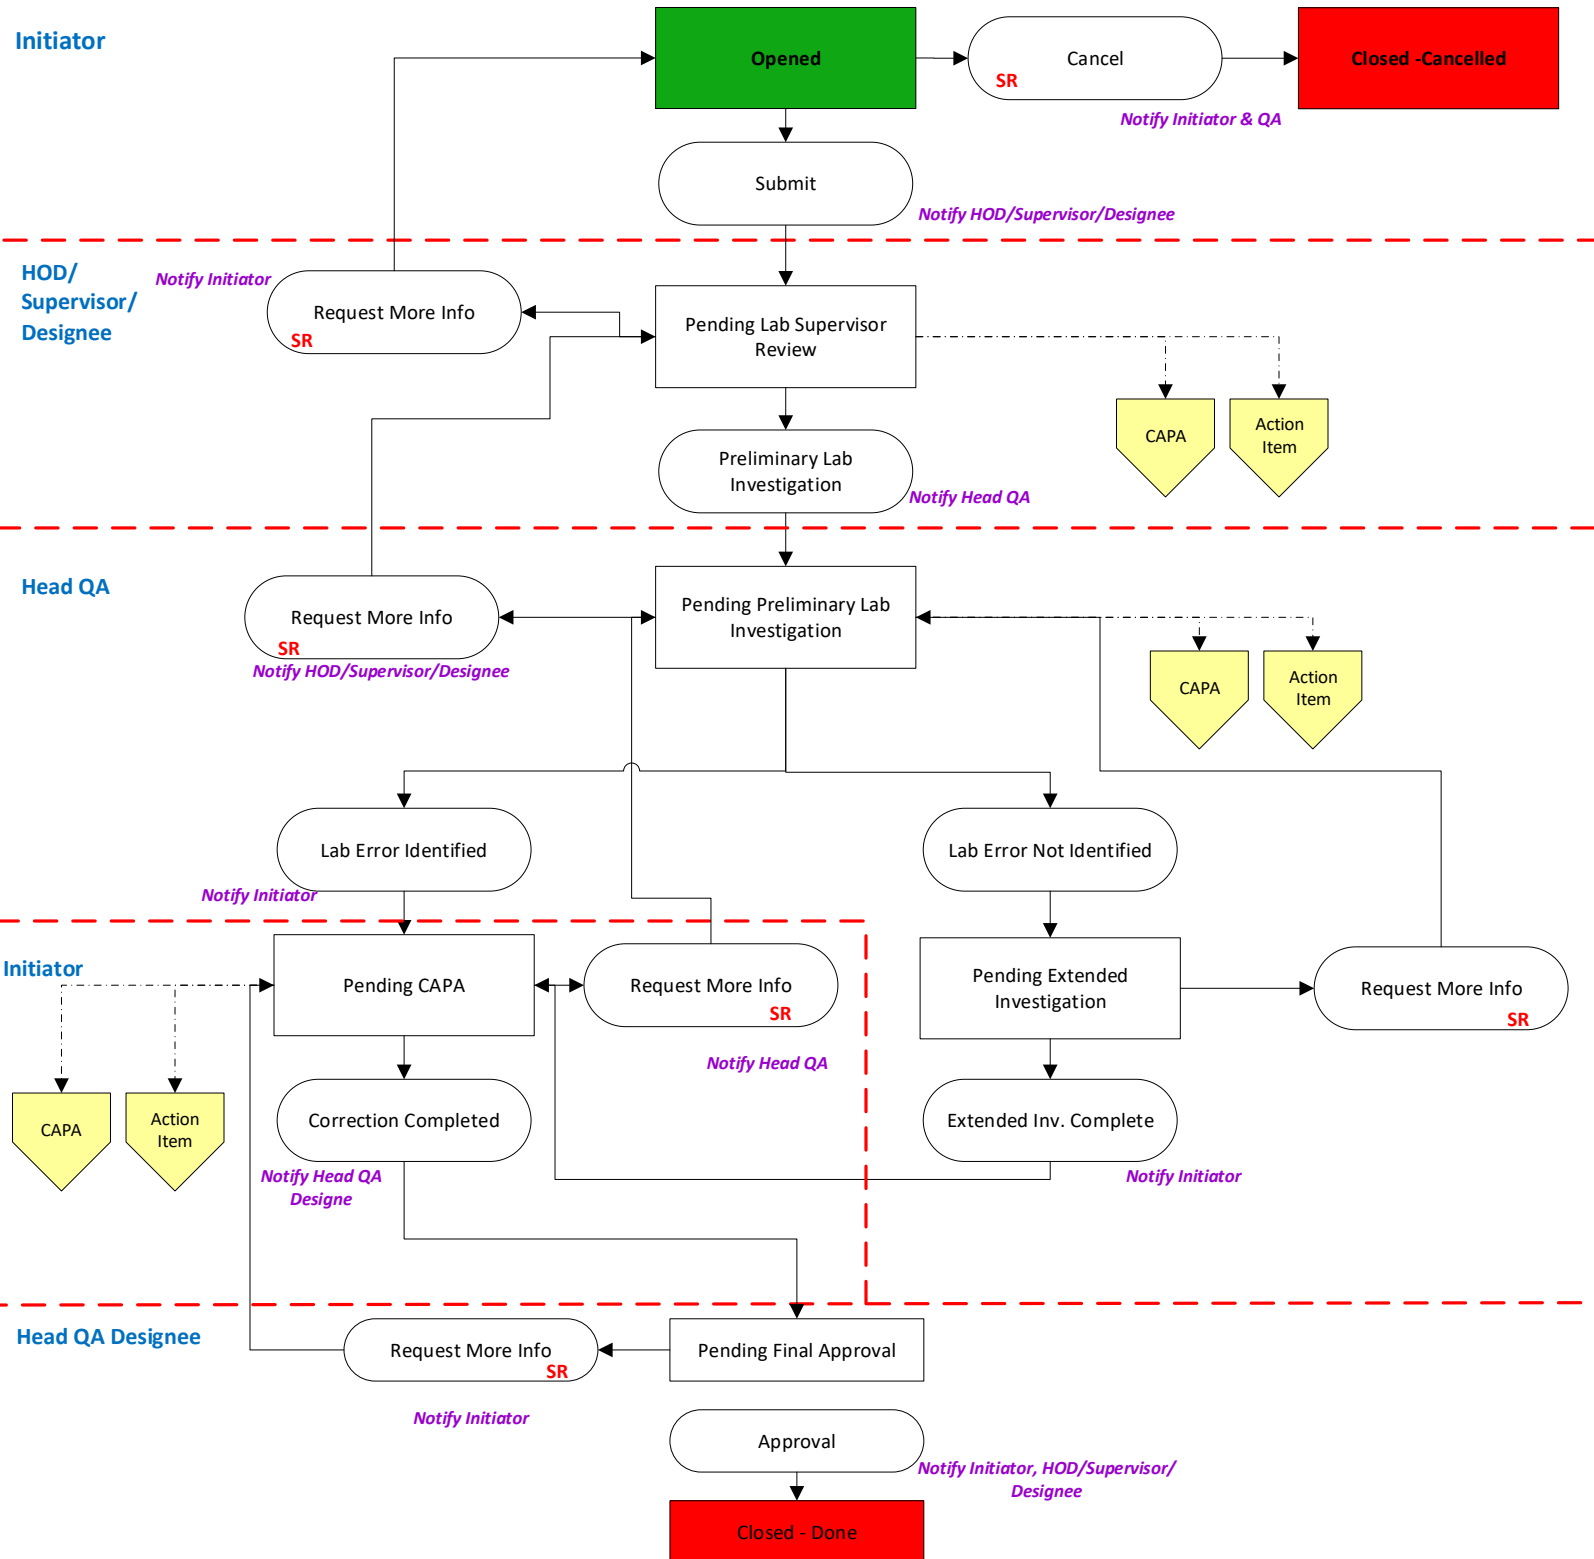 Initiator
Opened
Cancel
SR
Closed -Cancelled
Notify Initiator & QA
Submit
Notify HOD/Supervisor/Designee
HOD/
Supervisor/
Designee
Notify Initiator
Request More Info
SR
Pending Lab Supervisor
Review
CAPA
Action
Item
Preliminary Lab
Investigation
Notify Head QA
Head QA
Request More Info
SR
Notify HOD/Supervisor/Designee
Pending Preliminary Lab
Investigation
CAPA
Action
Item
Lab Error Identified
Notify Initiator
Lab Error Not Identified
Initiator
Pending CAPA
Request More Info
SR
Notify Head QA
Pending Extended
Investigation
Request More Info
SR
CAPA
Action
Item
Correction Completed
Notify Head QA
Designe
Extended Inv. Complete
Notify Initiator
Head QA Designee
Request More Info
SR
Notify Initiator
Pending Final Approval
Approval
Notify Initiator, HOD/Supervisor/
Designee
Closed - Done